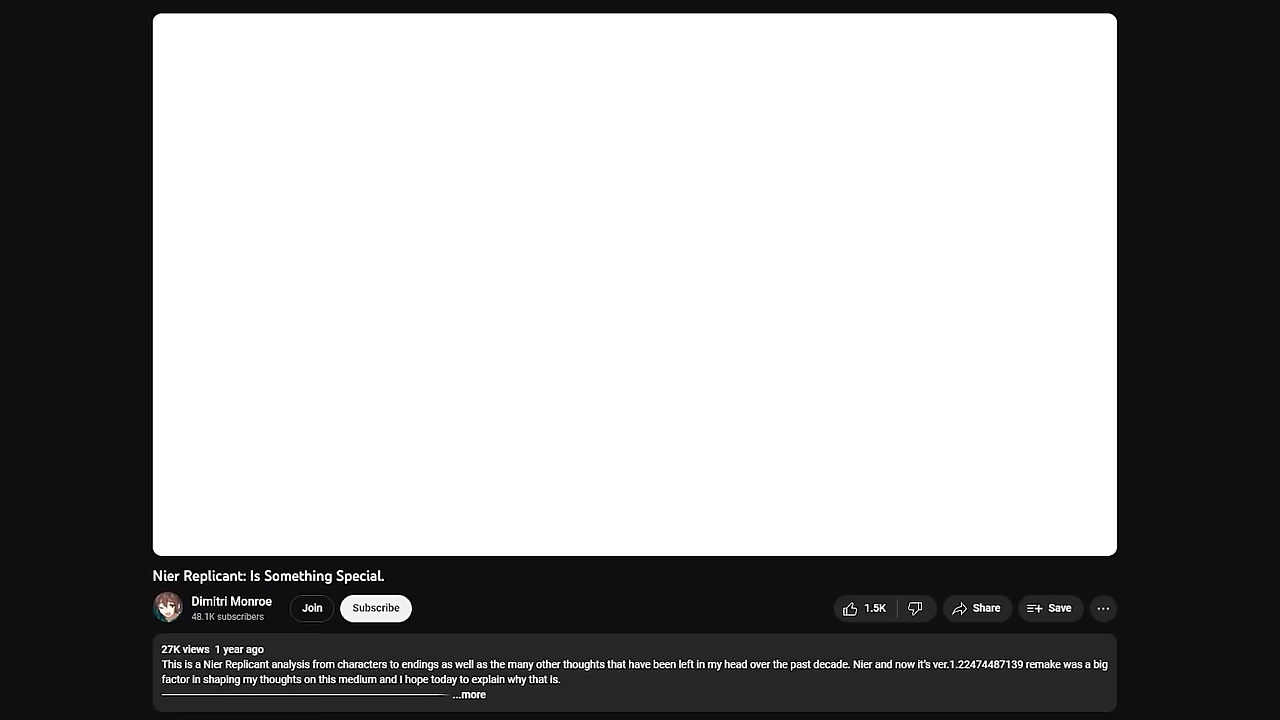 Nier Replicant: Is Something Special.
Dimitri Monroe
48.1K subscribers
Join
Subscribe
1.5K
Share
Save
27K views 1 year ago
This is a Nier Replicant analysis from characters to endings as well as the many other thoughts that have been left in my head over the past decade. Nier and now it's ver.1.22474487139 remake was a big
factor in shaping my thoughts on this medium and I hope today to explain why that is.
...more